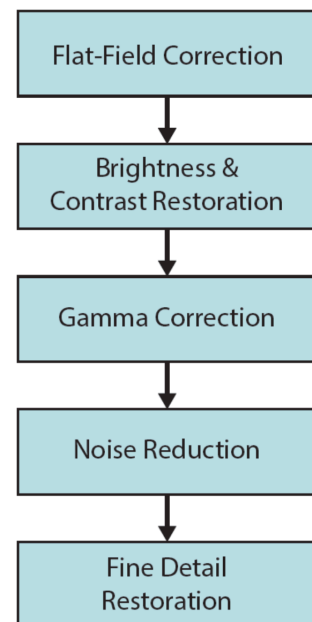 Flat-Field Correction
Brightness &
Contrast Restoration
Gamma Correction
Noise Reduction
Fine Detail
Restoration